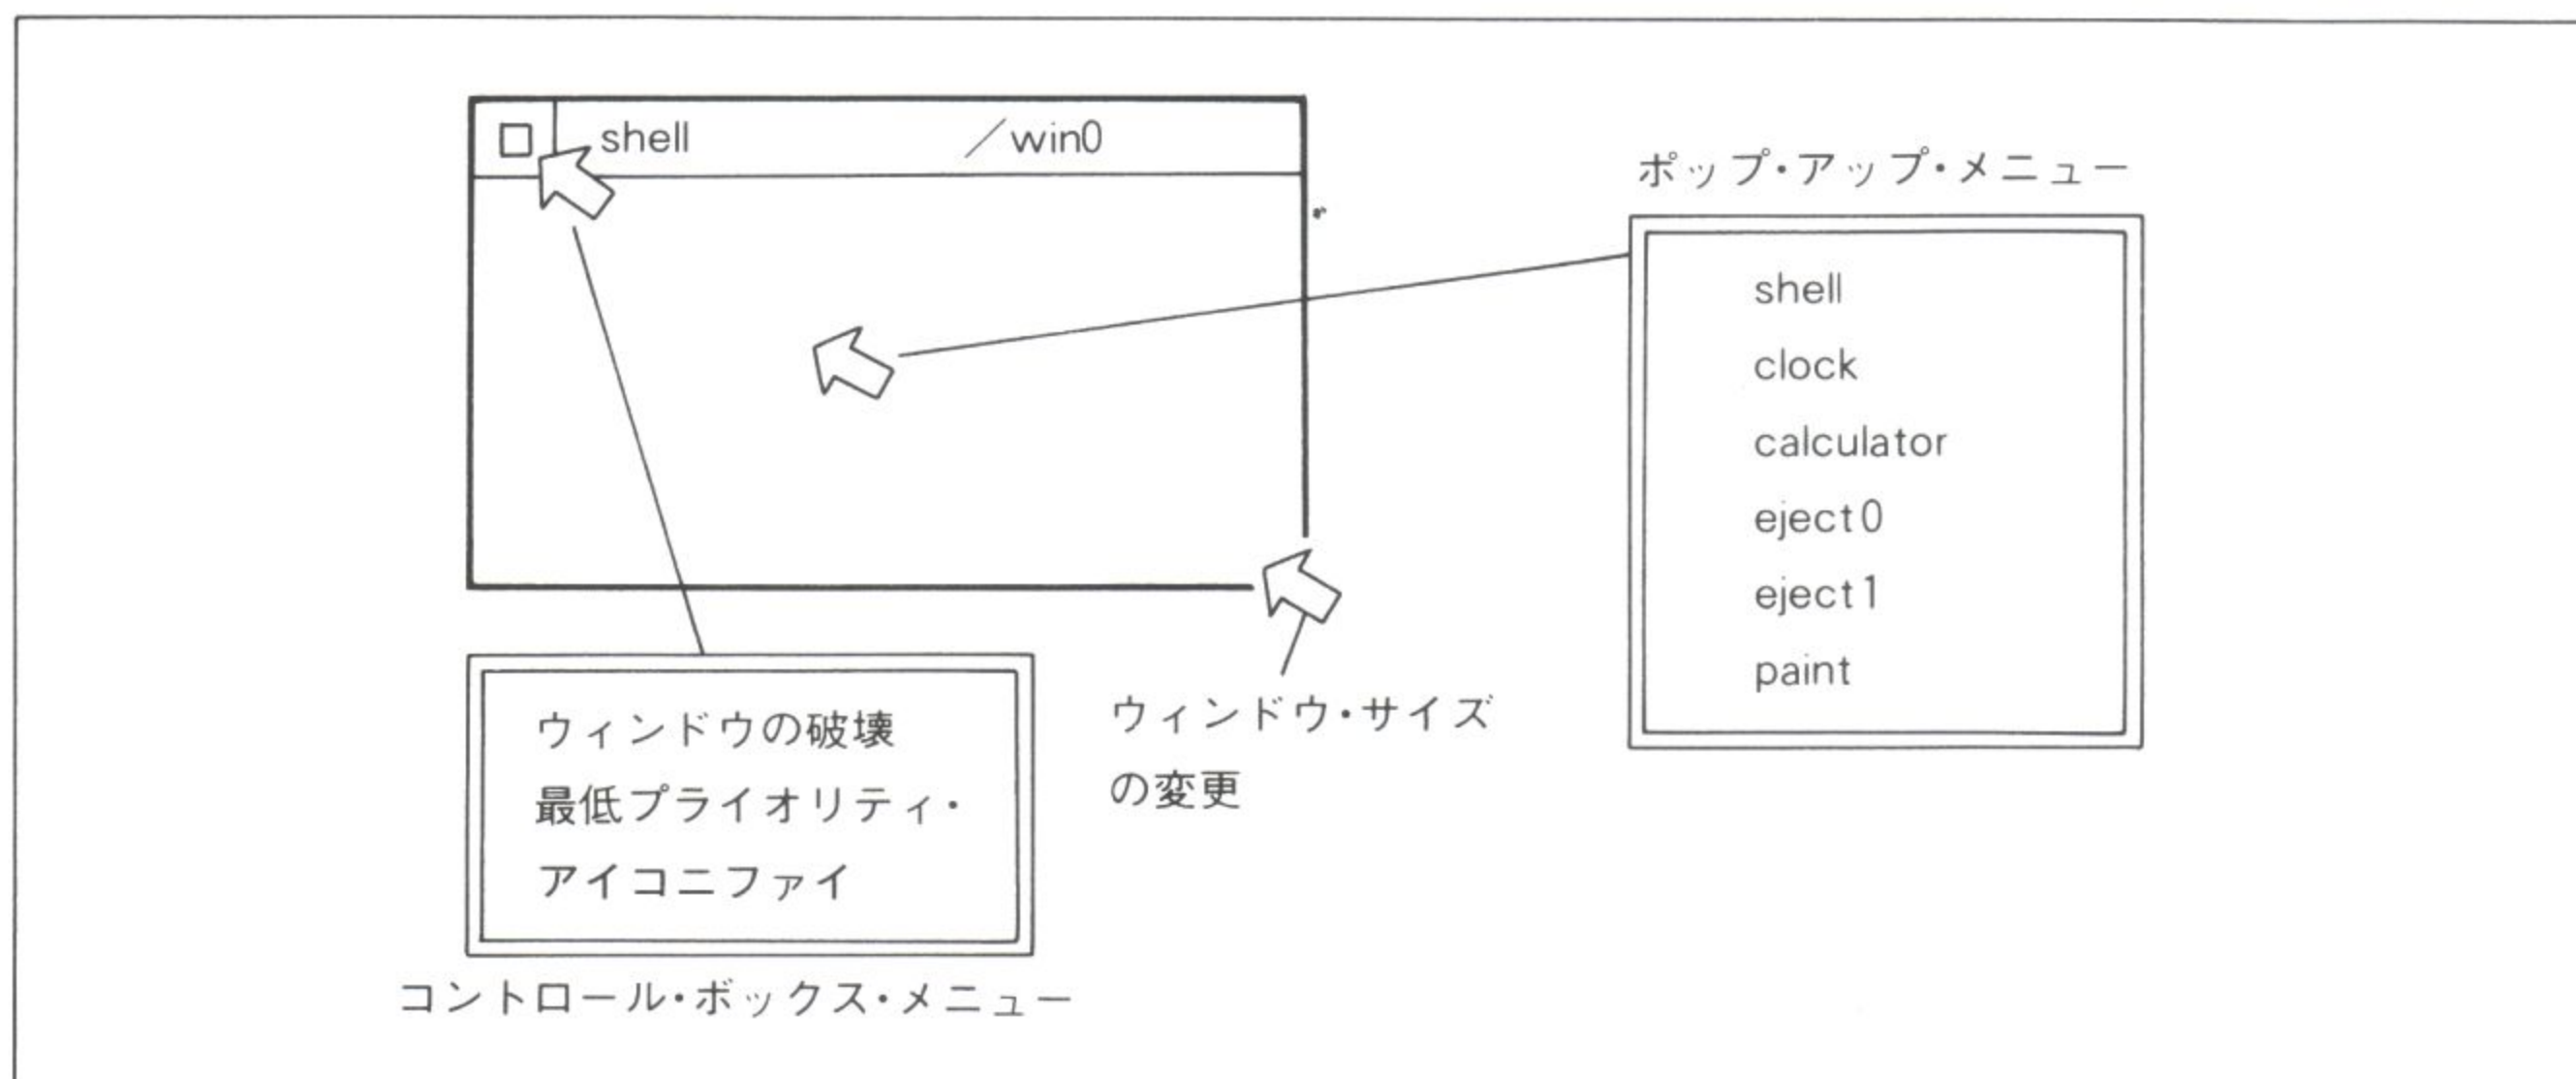 shell ／win0
ポップ・アップ・メニュー
shell
clock
calculator
eject0
eject1
paint
ウィンドウの破壊
最低プライオリティ・
アイコニファイ
ウィンドウ・サイズ
の変更
コントロール・ボックス・メニュー